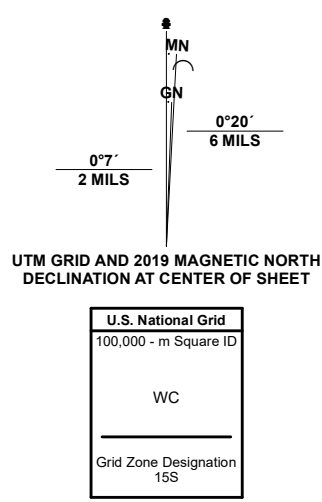 MN
GN
0°20´
6 MILS
0°7´
2 MILS
UTM GRID AND 2019 MAGNETIC NORTH
DECLINATION AT CENTER OF SHEET
U.S. National Grid
100,000 - m Square ID
WC
Grid Zone Designation
15S